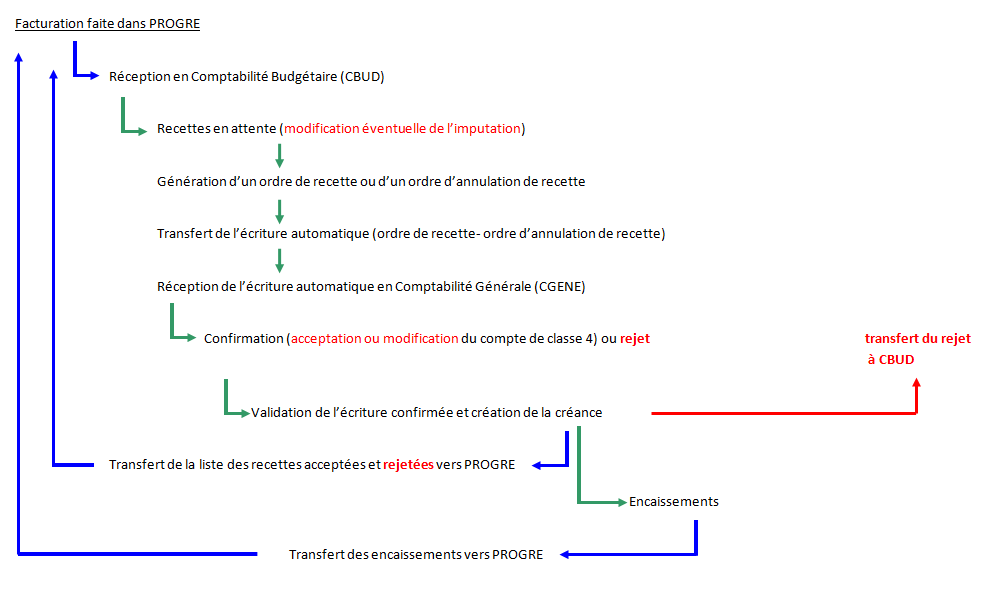 Facturation faite dans PROGRE
Réception en Comptabilité Budgétaire (CBUD)
Recettes en attente (modification éventuelle de l'imputation)
Génération d'un ordre de recette ou d'un ordre d'annulation de recette
Transfert de l'écriture automatique (ordre de recette- ordre d'annulation de recette)
Réception de l'écriture automatique en Comptabilité Générale (CGENE)
Confirmation (acceptation ou modification du compte de classe 4) ou rejet
transfert du rejet
à CBUD
Validation de l'écriture confirmée et création de la créance
Transfert de la liste des recettes acceptées et rejetées vers PROGRE
Encaissements
Transfert des encaissements vers PROGRE